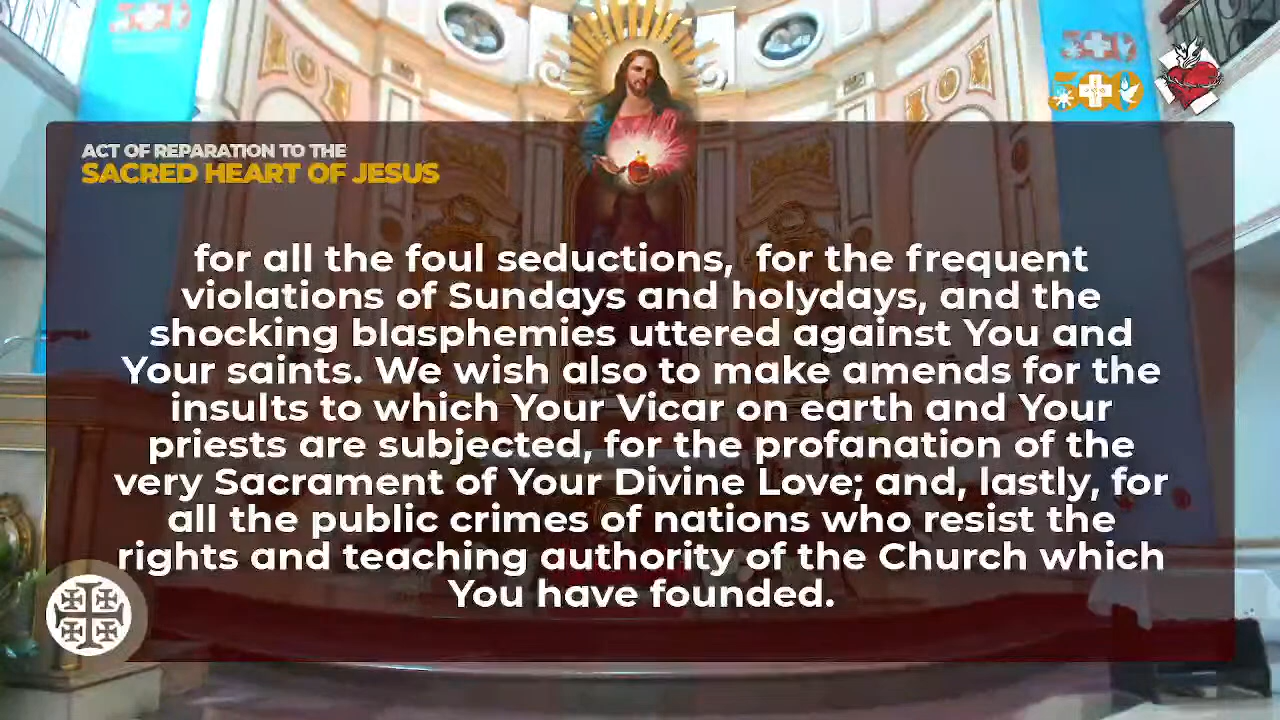 ACT OF REPARATION TO THE
SACRED HEART OF JESUS
for all the foul seductions,  for the frequent
violations of Sundays and holydays, and the
shocking blasphemies uttered against You and
Your saints. We wish also to make amends for the
insults to which Your Vicar on earth and Your
priests are subjected, for the profanation of the
very Sacrament of Your Divine Love; and, lastly, for
all the public crimes of nations who resist the
rights and teaching authority of the Church which
You have founded.